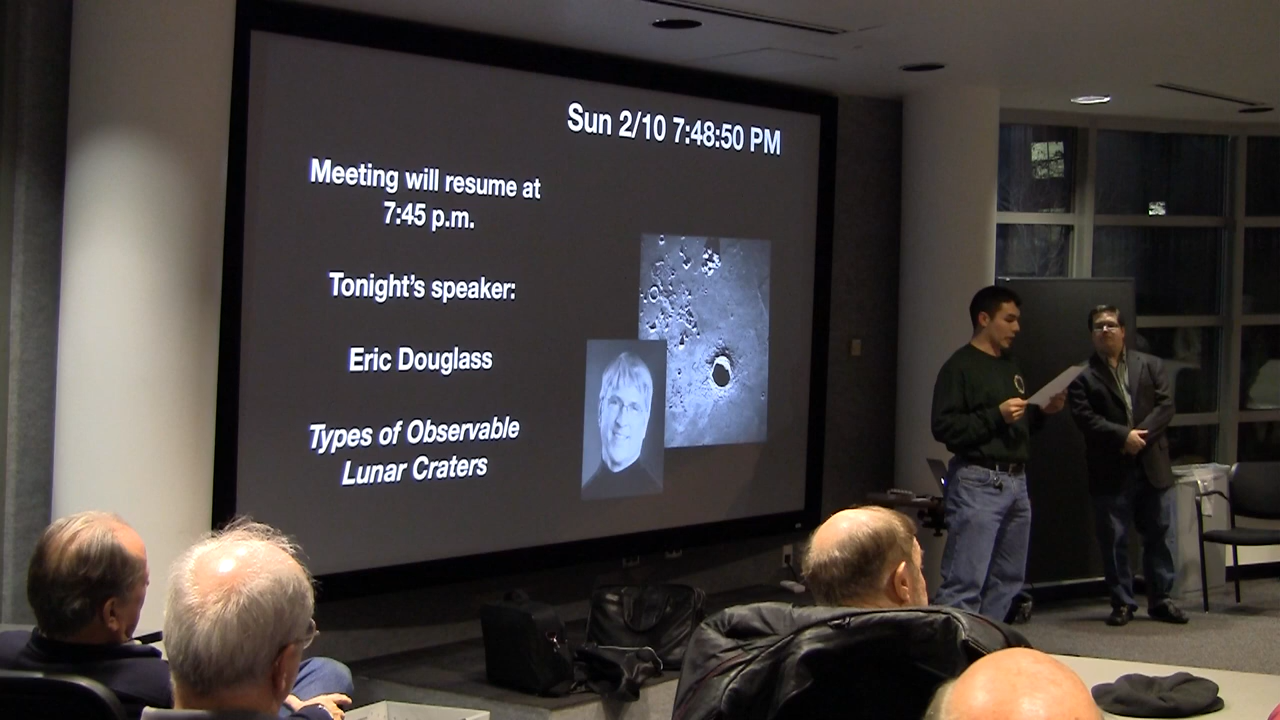 Sun 2/10 7:48:50 PM
Meeting will resume at
7:45 p.m.
Tonight's speaker:
Eric Douglass
Types of Observable
Lunar Craters